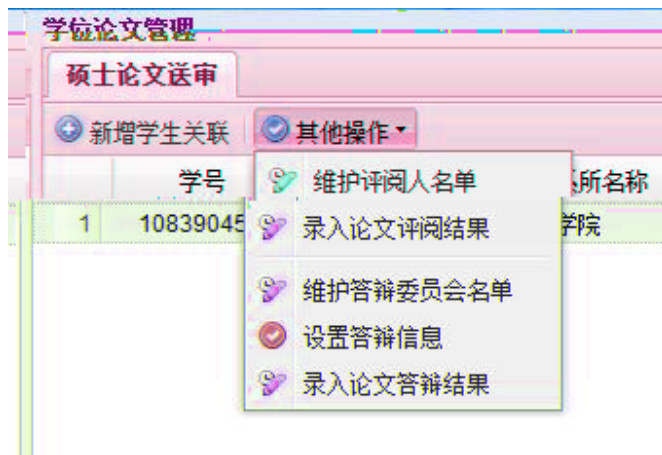 学位论文管理
硕士论文送审
新增学生关联 其他操作
学号 所名称
维护评阅人名单
1 10839045 学院
录入论文评阅结果
维护答辩委员会名单
设置答辩信息
录入论文答辩结果